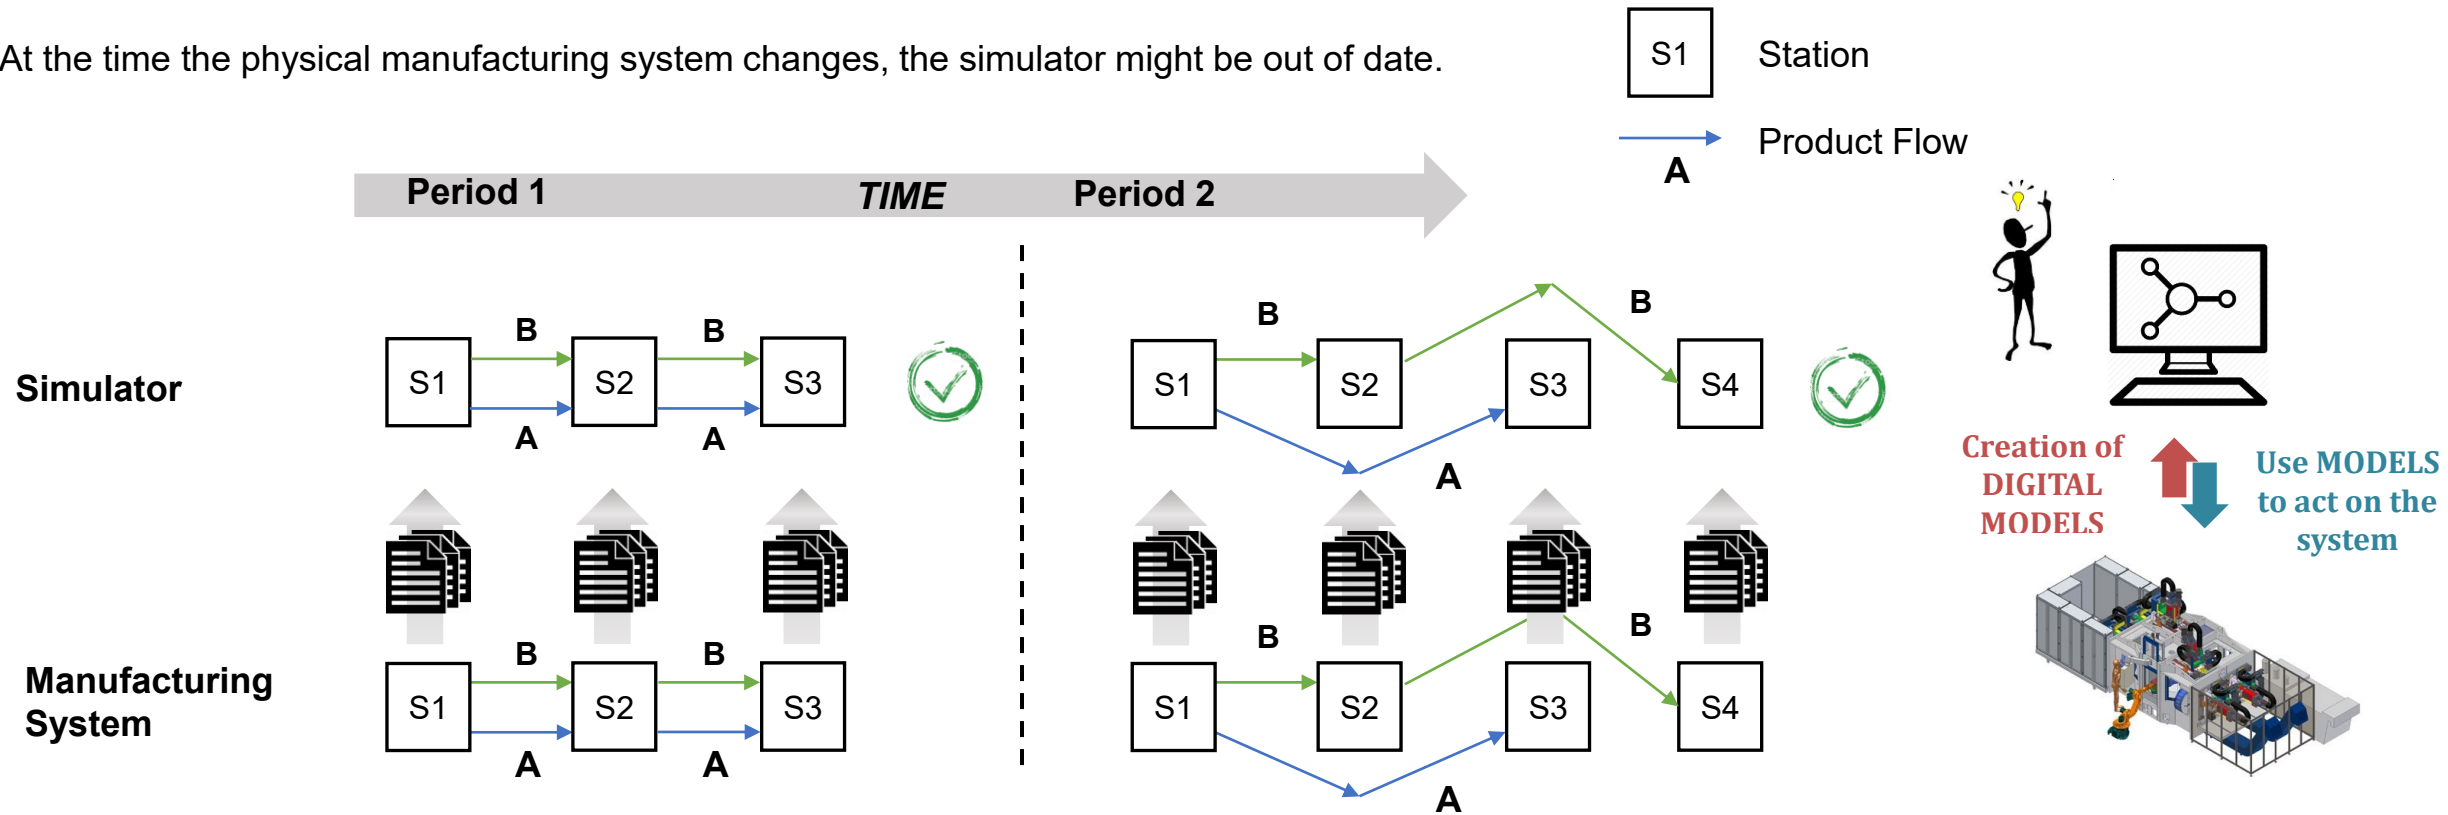 At the time the physical manufacturing system changes, the simulator might be out of date.
S1
Station
Product Flow
A
Period 1
TIME
Period 2
Simulator
B
B
S1
S2
S3
A
A
B
B
S1
S2
S3
S4
A
Manufacturing
System
B
B
S1
S2
S3
A
A
B
B
S1
S2
S3
S4
A
Creation of
DIGITAL
MODELS
Use MODELS
to act on the
system